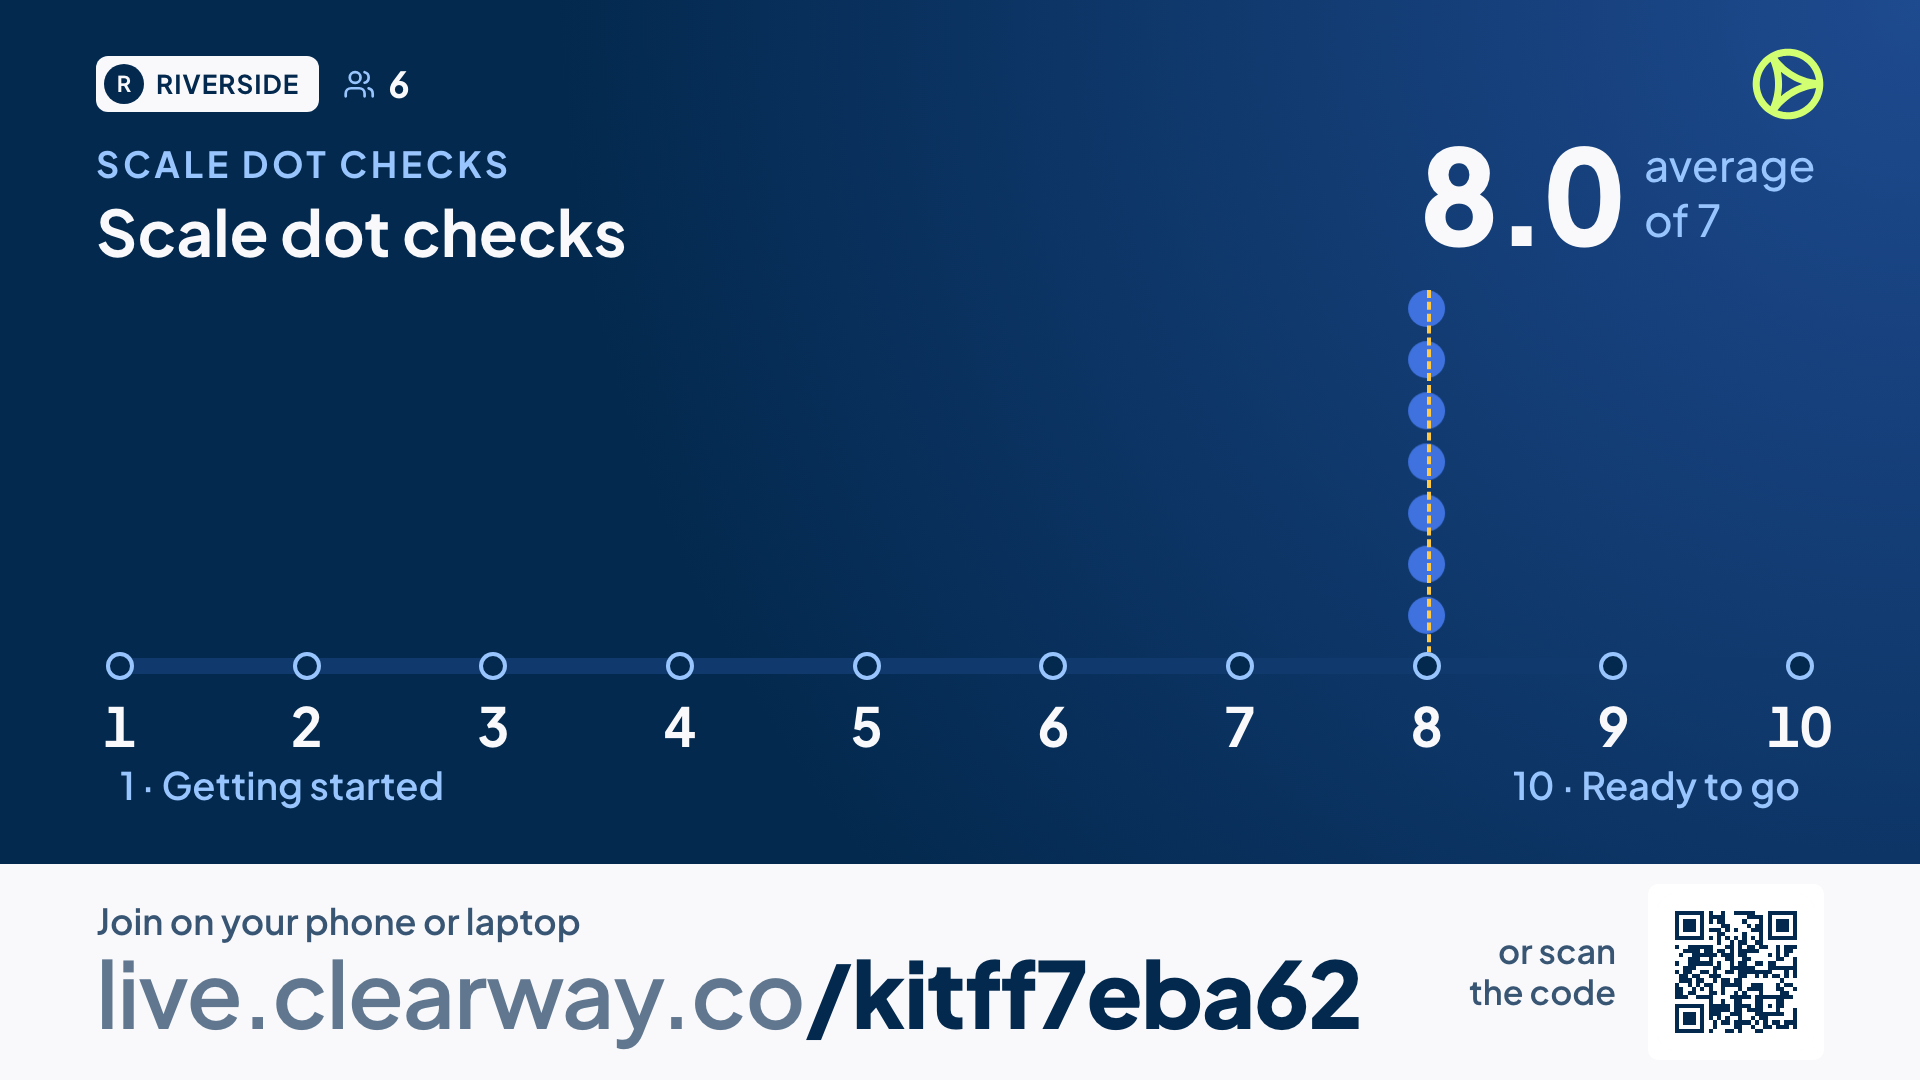 R RIVERSIDE 6
SCALE DOT CHECKS
Scale dot checks
8.0 average
of 7
1 2 3 4 5 6 7 8 9 10
1 · Getting started 10 · Ready to go
Join on your phone or laptop
live.clearway.co/kitff7eba62
or scan
the code